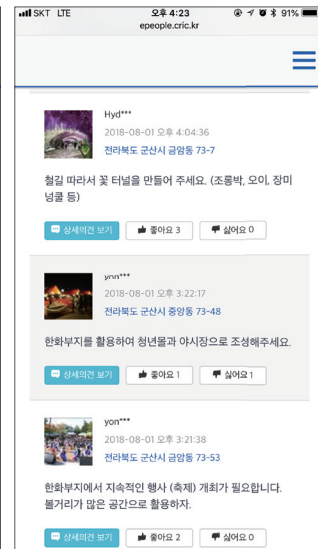 SKT LTE 오후 4:23 91%
epeople.cric.kr
Hyd***
2018-08-01 오후 4:04:36
전라북도 군산시 금암동 73-7
철길 따라서 꽃 터널을 만들어 주세요. (조롱박, 오이, 장미
넝쿨 등)
상세의견 보기 좋아요 3 싫어요 0
yon***
2018-08-01 오후 3:22:17
전라북도 군산시 중앙동 73-48
한화부지를 활용하여 청년몰과 야시장으로 조성해주세요.
상세의견 보기 좋아요 1 싫어요 1
yon***
2018-08-01 오후 3:21:38
전라북도 군산시 금암동 73-53
한화부지에서 지속적인 행사 (축제) 개최가 필요합니다.
볼거리가 많은 공간으로 활용하자.
상세의견 보기 좋아요 2 싫어요 0